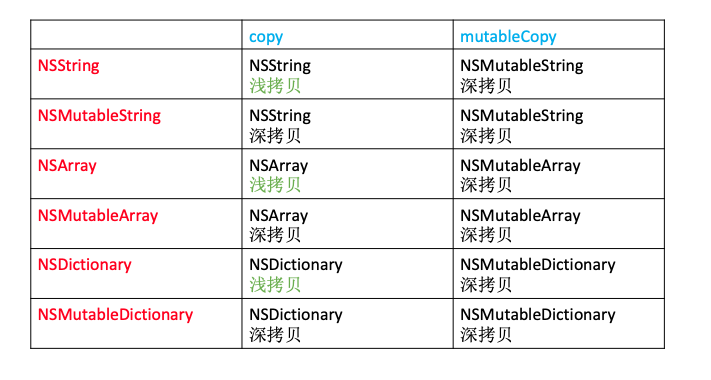 copy mutableCopy
NSString NSString NSMutableString
浅拷贝 深拷贝
NSMutableString NSString NSMutableString
深拷贝 深拷贝
NSArray NSArray NSMutableArray
浅拷贝 深拷贝
NSMutableArray NSArray NSMutableArray
深拷贝 深拷贝
NSDictionary NSDictionary NSMutableDictionary
浅拷贝 深拷贝
NSMutableDictionary NSDictionary NSMutableDictionary
深拷贝 深拷贝